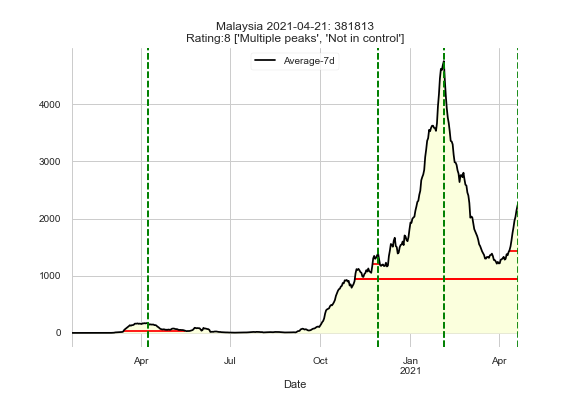 Malaysia 2021-04-21: 381813
Rating:8 ['Multiple peaks', 'Not in control']
Average-7d
4000
3000
2000
1000
0
Apr
Jul
Oct
Jan
2021
Apr
Date